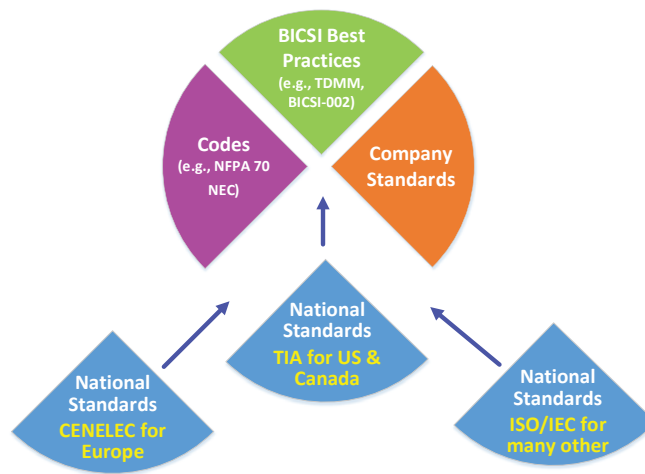 BICSI Best
Practices
(e.g., TDMM,
BICSI-002)
Codes
(e.g., NFPA 70
NEC)
Company
Standards
National
Standards
TIA for US &
Canada
National
Standards
CENELEC for
Europe
National
Standards
ISO/IEC for
many other